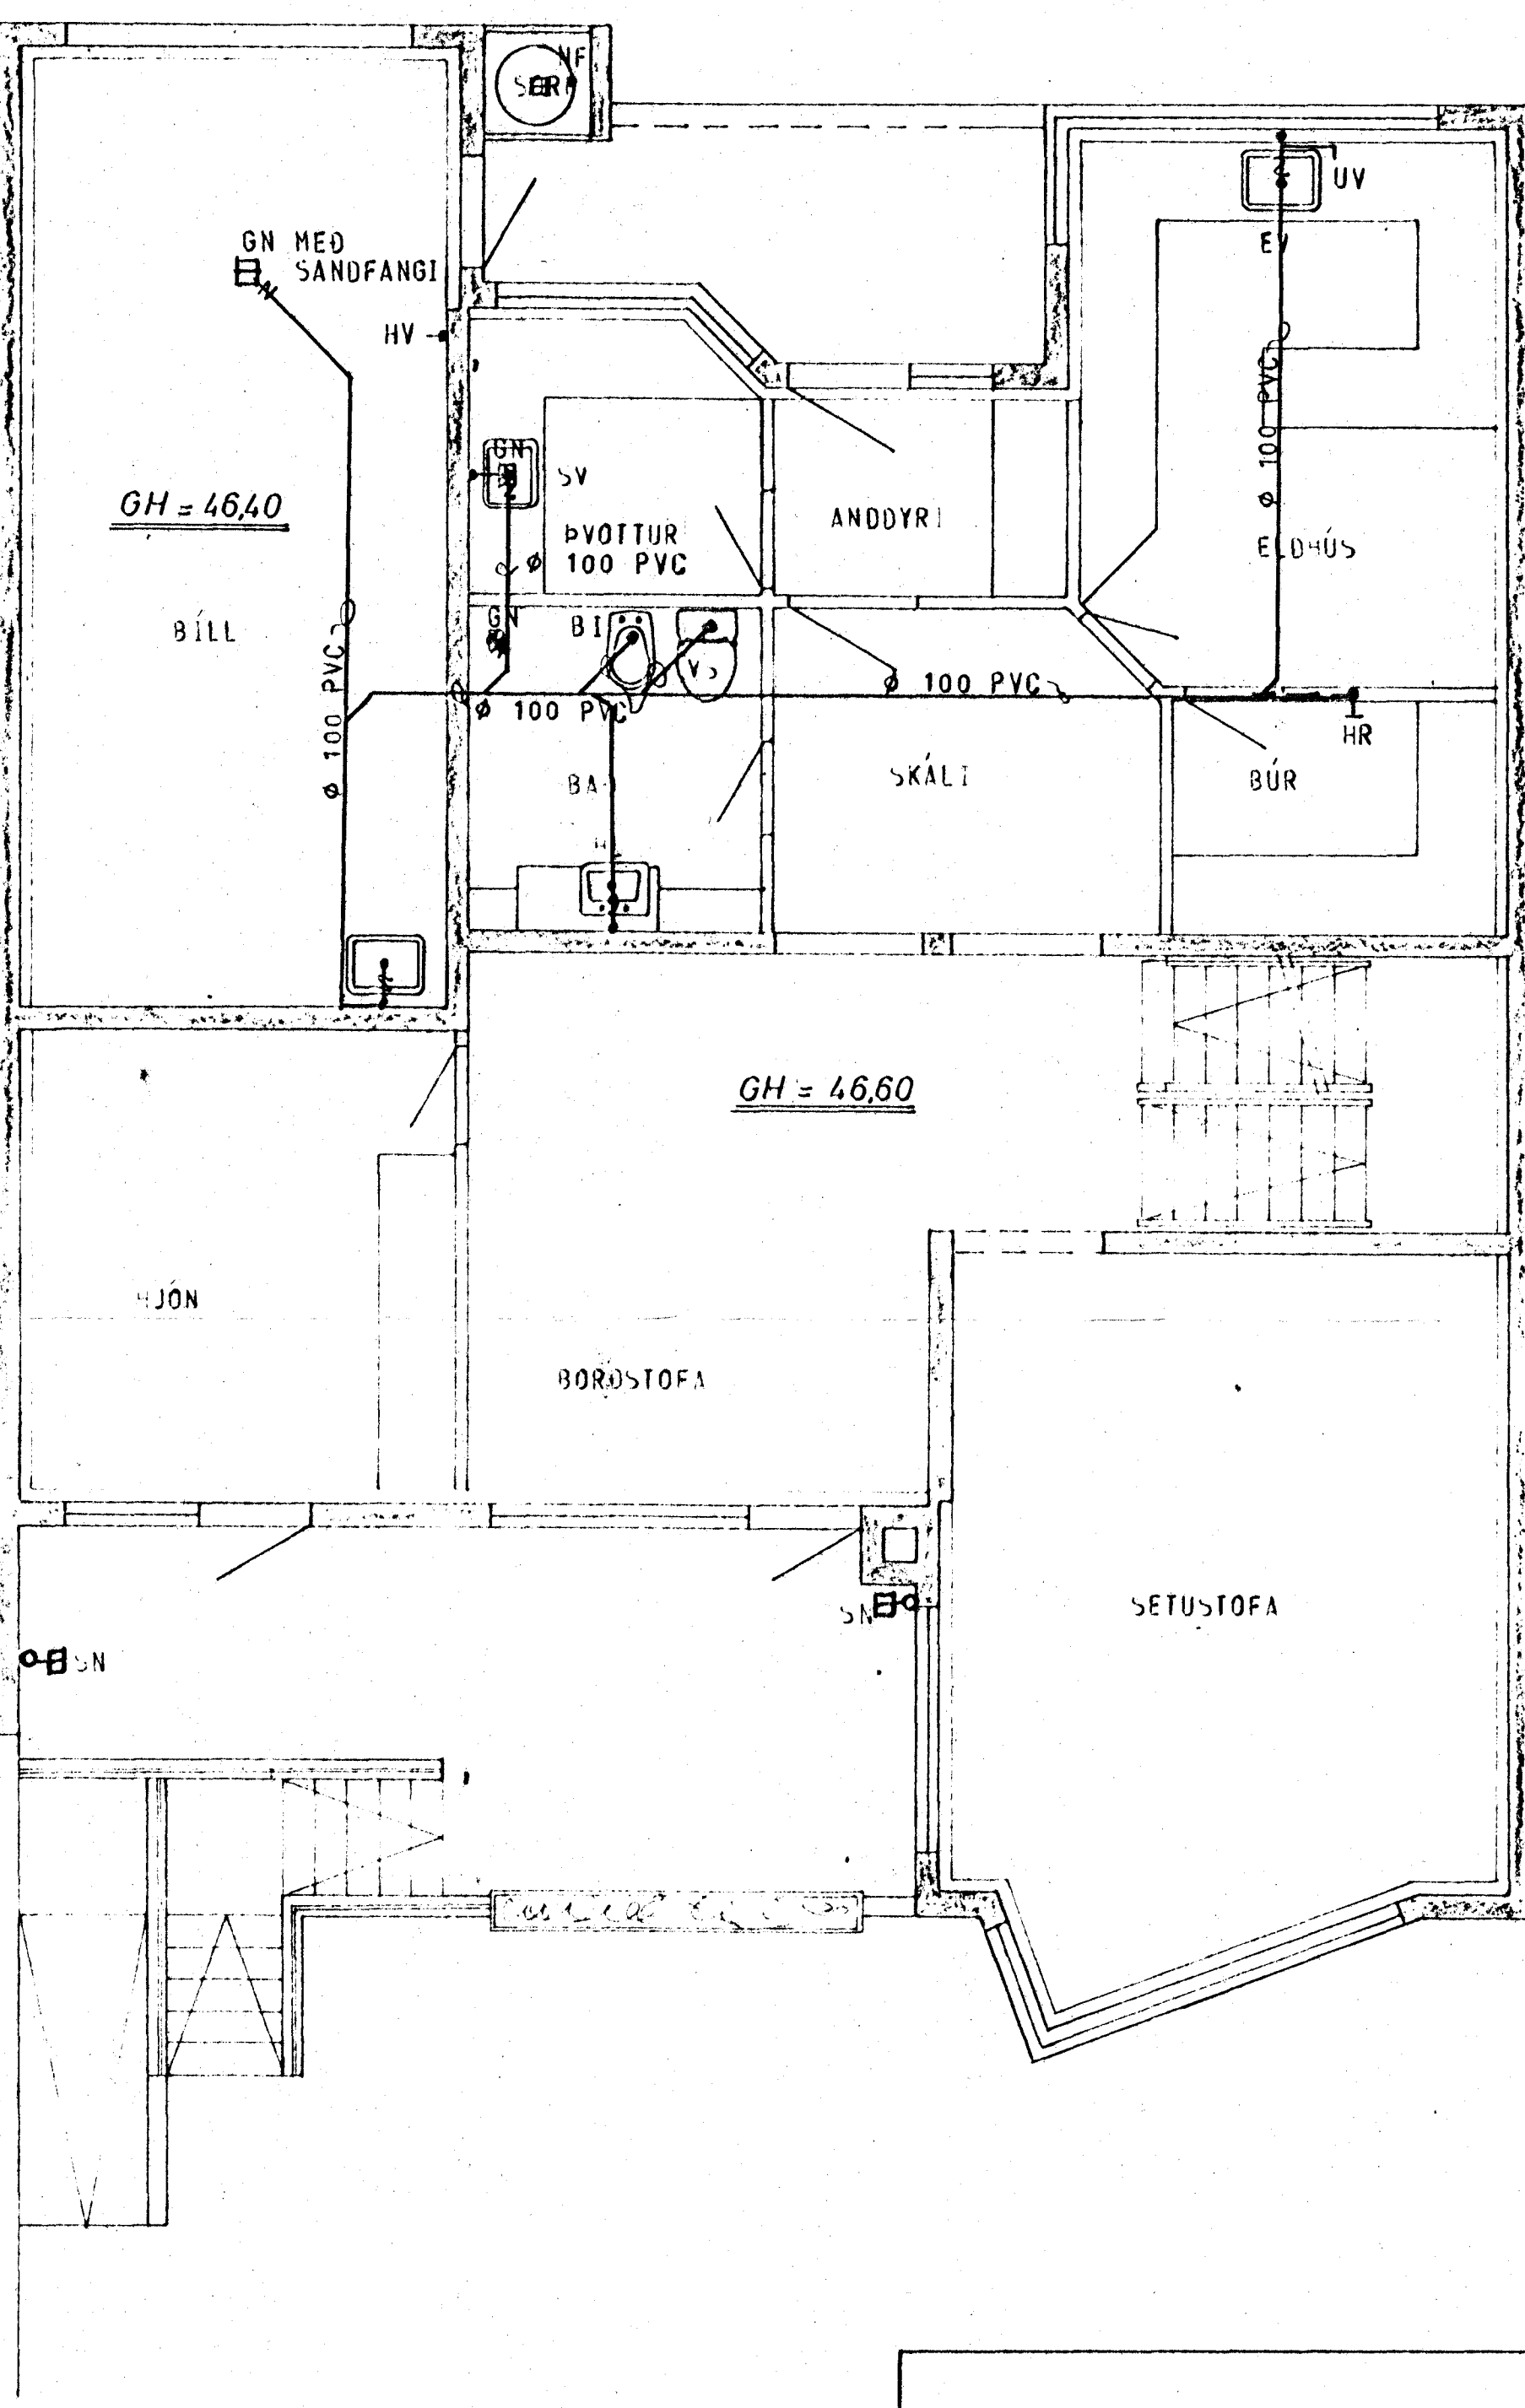 NF
UV
GN MEÐ
SANDFANGI
EV
HV
GN
SV
GH = 46,40
ANDDYRI
ÞVOTTUR
Ø 100 PVC
Ø 100 PVC
ELDHÚS
BÍLL
GN
BI
Ø 100 PVC
Ø 100 PVC
Ø 100 PVC
HR
SKÁLI
BÚR
BA
GH = 46,60
HJÓN
BORÐSTOFA
SN
SETUSTOFA
SN